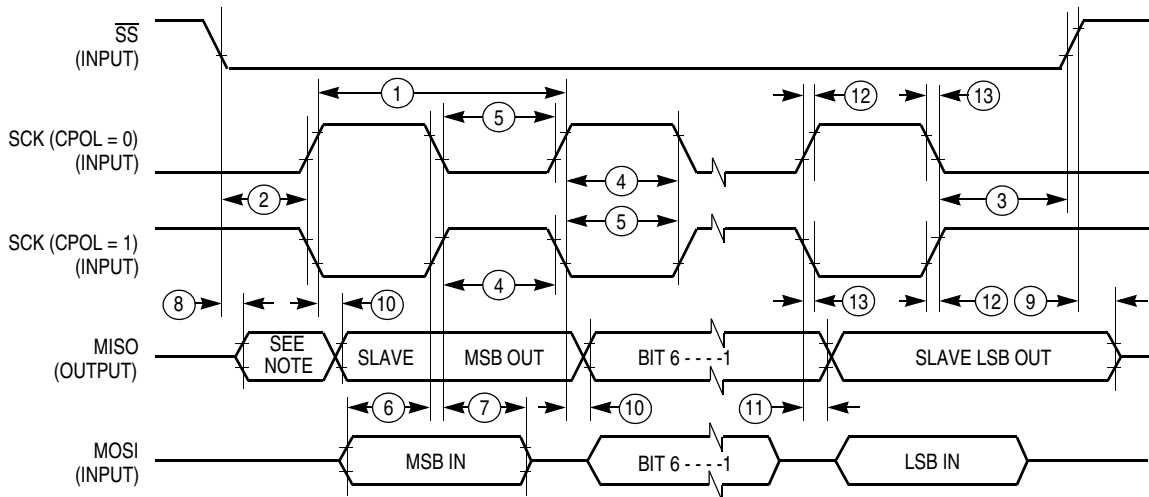 SS
(INPUT)
1
12
13
5
SCK (CPOL = 0)
(INPUT)
2
4
3
5
SCK (CPOL = 1)
(INPUT)
4
8
10
13
12
9
MISO
(OUTPUT)
SEE
NOTE
SLAVE
MSB OUT
BIT 6 - - - -1
SLAVE LSB OUT
6
7
10
11
MOSI
(INPUT)
MSB IN
BIT 6 - - - -1
LSB IN